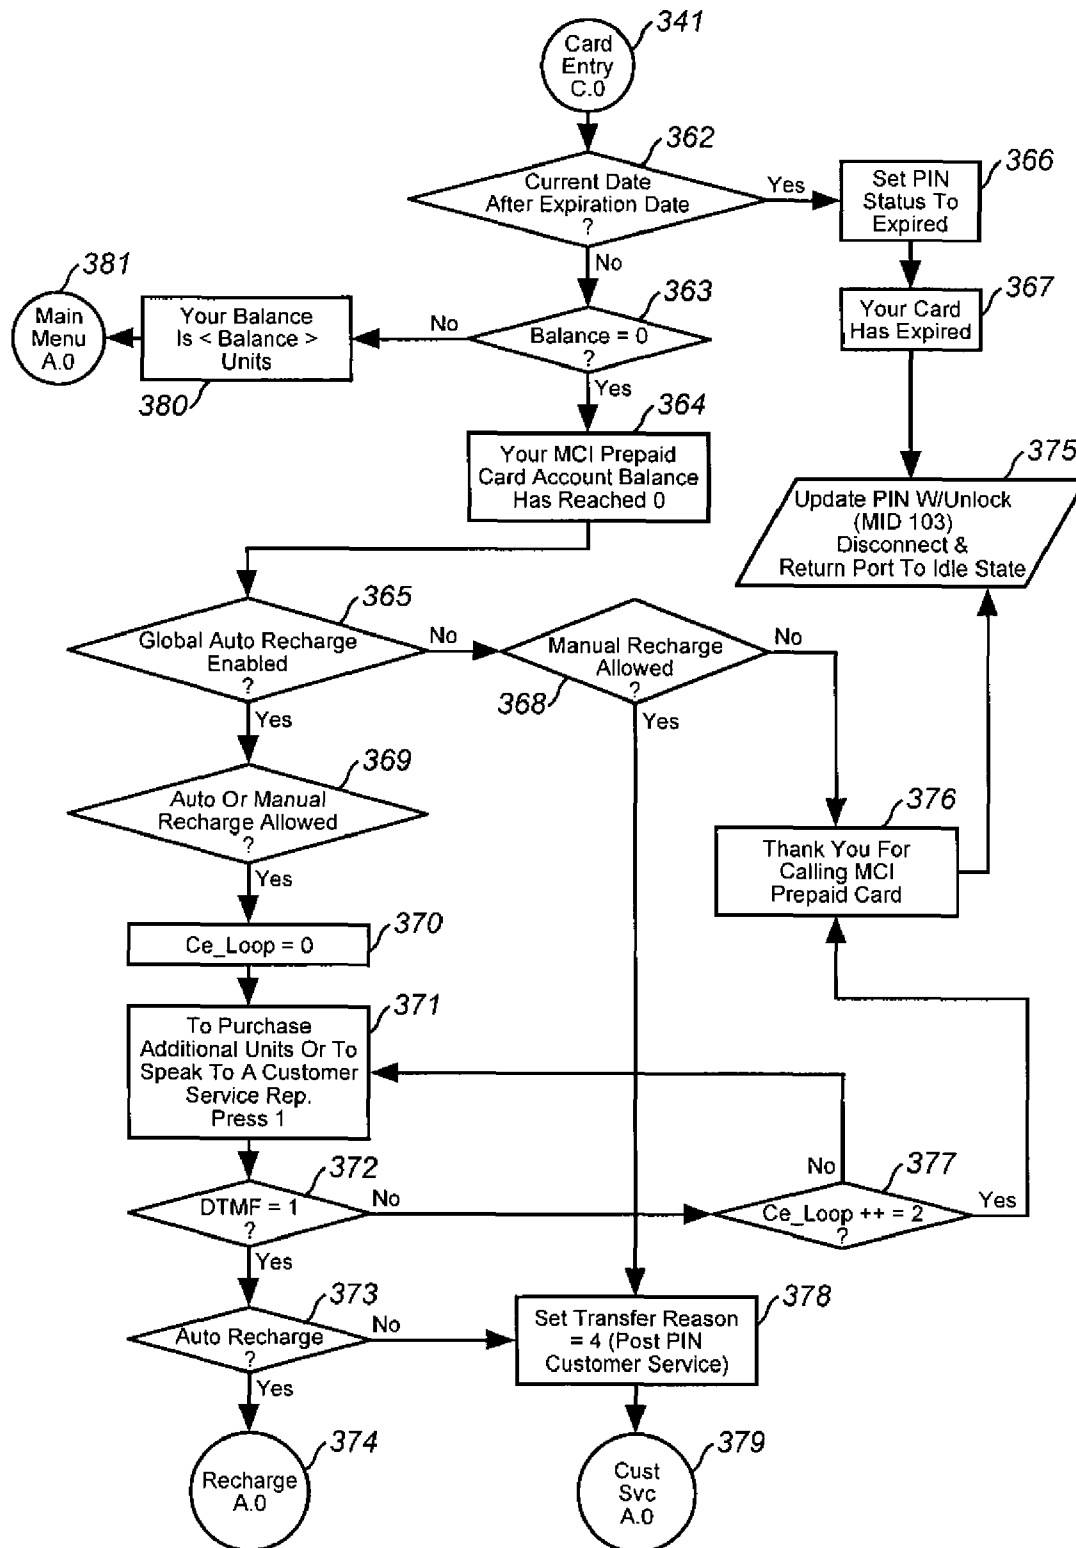 341
Card
Entry
C.0
362
Current Date
After Expiration Date
?
Yes
366
Set PIN
Status To
Expired
No
381
Main
Menu
A.0
Your Balance
Is < Balance >
Units
380
No
363
Balance = 0
?
Yes
367
Your Card
Has Expired
364
Your MCI Prepaid
Card Account Balance
Has Reached 0
375
Update PIN W/Unlock
(MID 103)
Disconnect &
Return Port To Idle State
365
Global Auto Recharge
Enabled
?
No
Manual Recharge
Allowed
?
368
No
Yes
Yes
369
Auto Or Manual
Recharge Allowed
?
Yes
376
Thank You For
Calling MCI
Prepaid Card
370
Ce_Loop = 0
371
To Purchase
Additional Units Or To
Speak To A Customer
Service Rep.
Press 1
372
DTMF = 1
?
No
Yes
377
No
Ce_Loop ++ = 2
?
Yes
373
Auto Recharge
?
No
Yes
378
Set Transfer Reason
= 4 (Post PIN
Customer Service)
374
Recharge
A.0
379
Cust
Svc
A.0